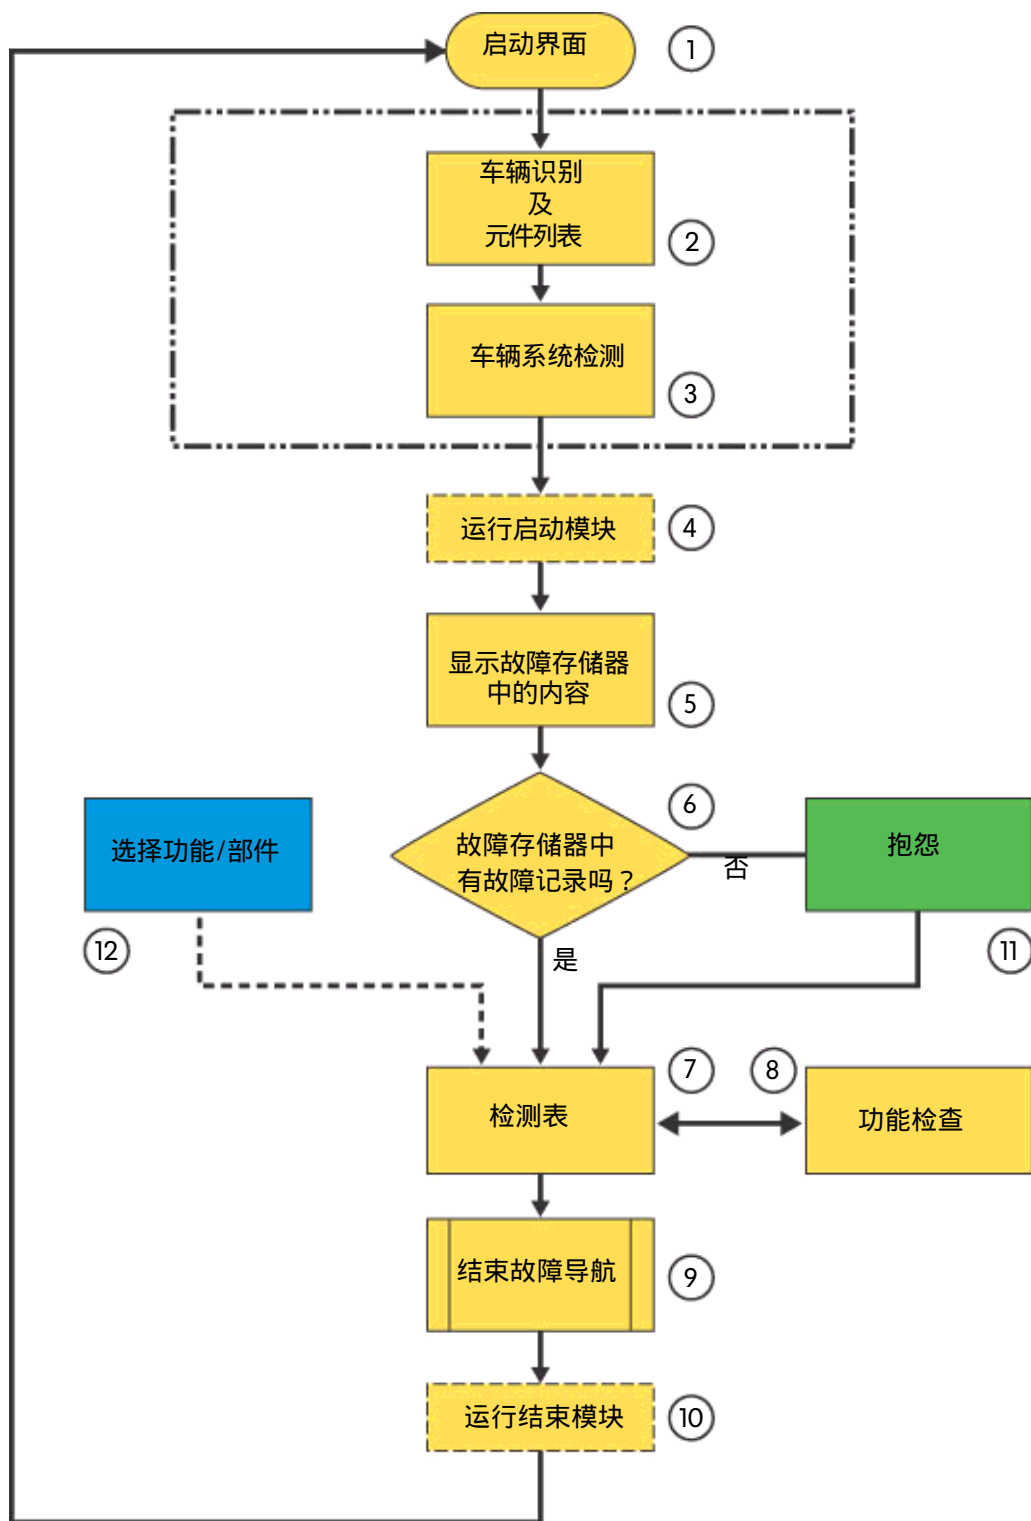 启动界面
1
车辆识别
及
元件列表
2
车辆系统检测
3
运行启动模块
4
显示故障存储器
中的内容
5
6
选择功能/部件
故障存储器中
有故障记录吗？
否
抱怨
12
是
11
7
8
检测表
功能检查
结束故障导航
9
运行结束模块
10